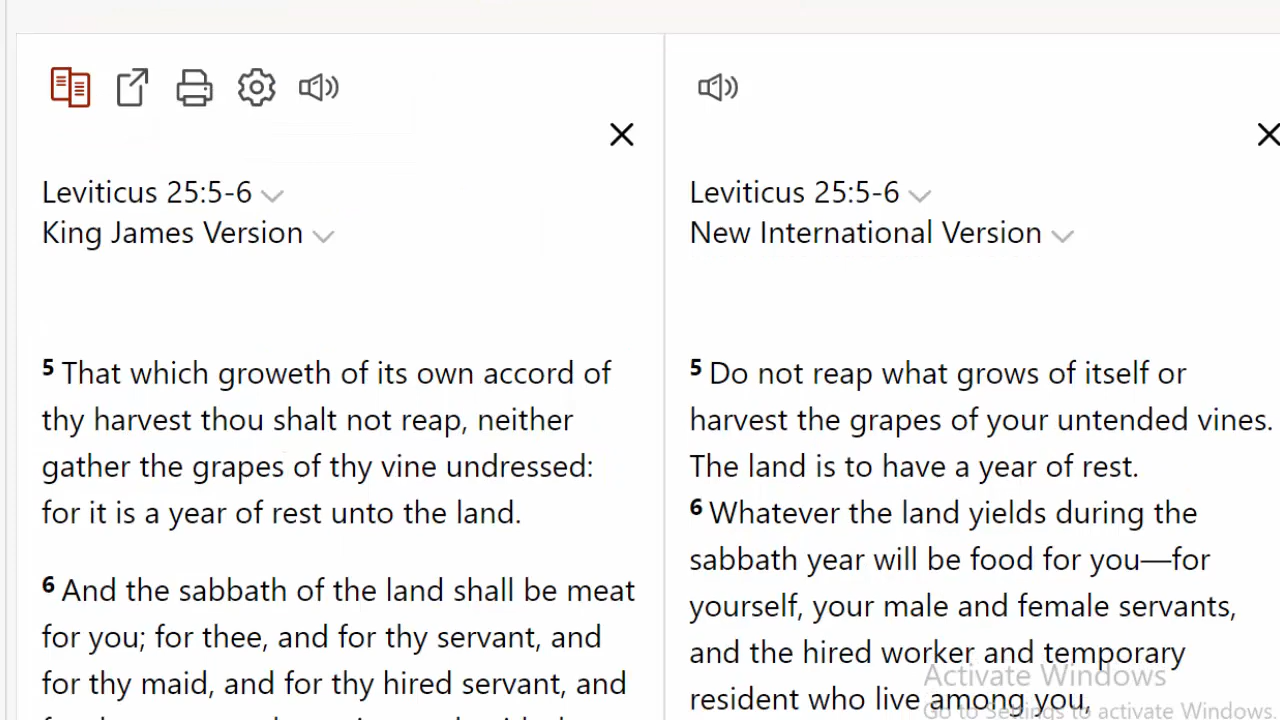 Leviticus 25:5-6
King James Version
5 That which groweth of its own accord of
thy harvest thou shalt not reap, neither
gather the grapes of thy vine undressed:
for it is a year of rest unto the land.
6 And the sabbath of the land shall be meat
for you; for thee, and for thy servant, and
for thy maid, and for thy hired servant, and
Leviticus 25:5-6
New International Version
5 Do not reap what grows of itself or
harvest the grapes of your untended vines.
The land is to have a year of rest.
6 Whatever the land yields during the
sabbath year will be food for you—for
yourself, your male and female servants,
and the hired worker and temporary
resident who live among you,
Activate Windows
Go to Settings to activate Windows.